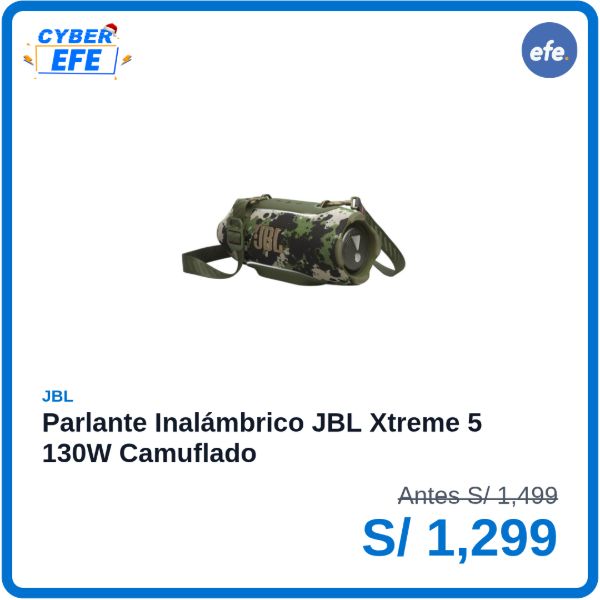 CYBER
EFE
efe.
JBL
JBL
Parlante Inalámbrico JBL Xtreme 5
130W Camuflado
Antes S/ 1,499
S/ 1,299